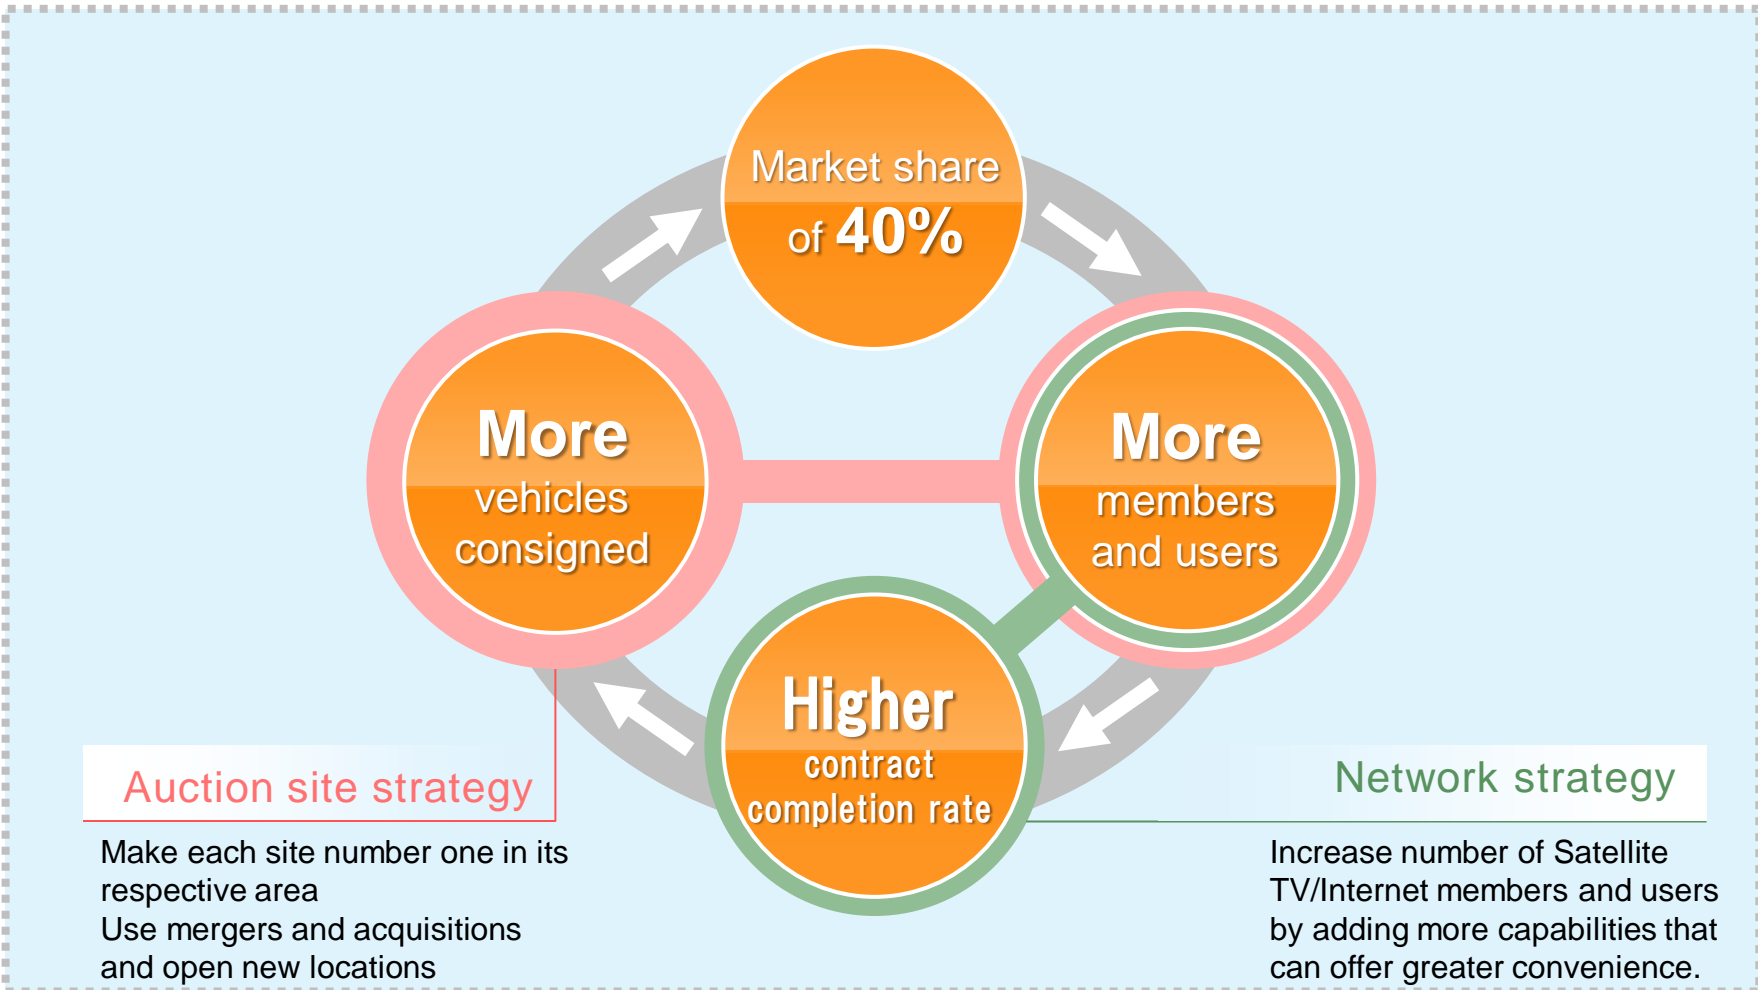 Market share
of 40%
More
vehicles
consigned
More
members
and users
Higher
contract
completion rate
Auction site strategy
Make each site number one in its
respective area
Use mergers and acquisitions
and open new locations
Network strategy
Increase number of Satellite
TV/Internet members and users
by adding more capabilities that
can offer greater convenience.